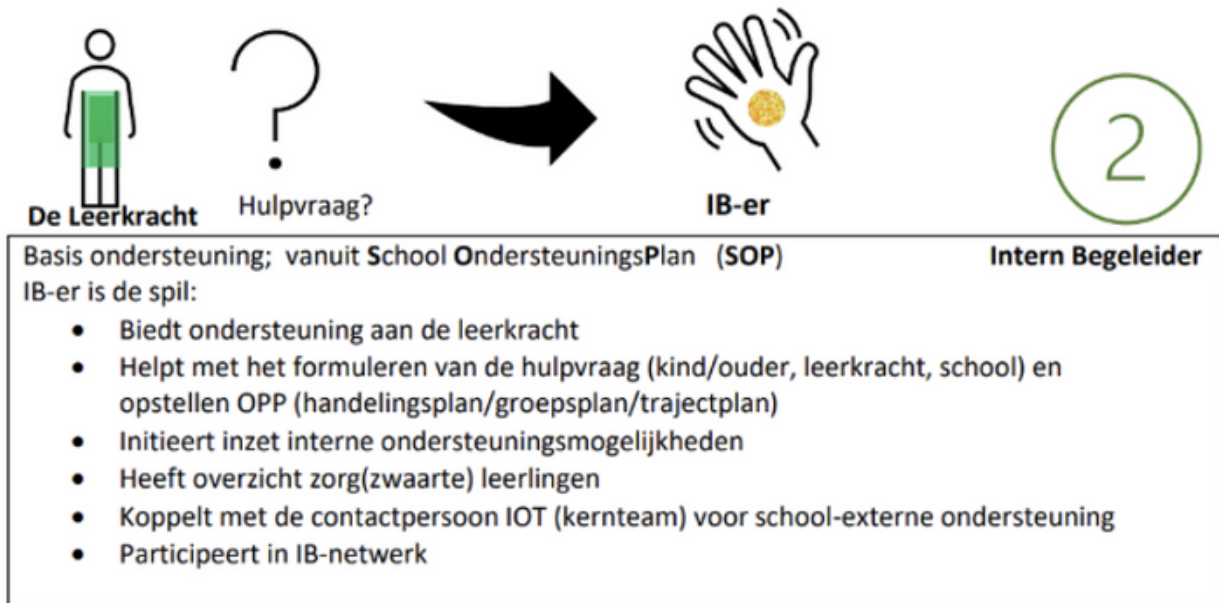 ?
2
De Leerkracht
Hulpvraag?
IB-er
Basis ondersteuning; vanuit School OndersteuningsPlan (SOP)
Intern Begeleider
IB-er is de spil:
• Biedt ondersteuning aan de leerkracht
• Helpt met het formuleren van de hulpvraag (kind/ouder, leerkracht, school) en
opstellen OPP (handelingsplan/groepsplan/trajectplan)
• Initieert inzet interne ondersteuningsmogelijkheden
• Heeft overzicht zorg(zwaarte) leerlingen
• Koppelt met de contactpersoon IOT (kernteam) voor school-externe ondersteuning
• Participeert in IB-netwerk